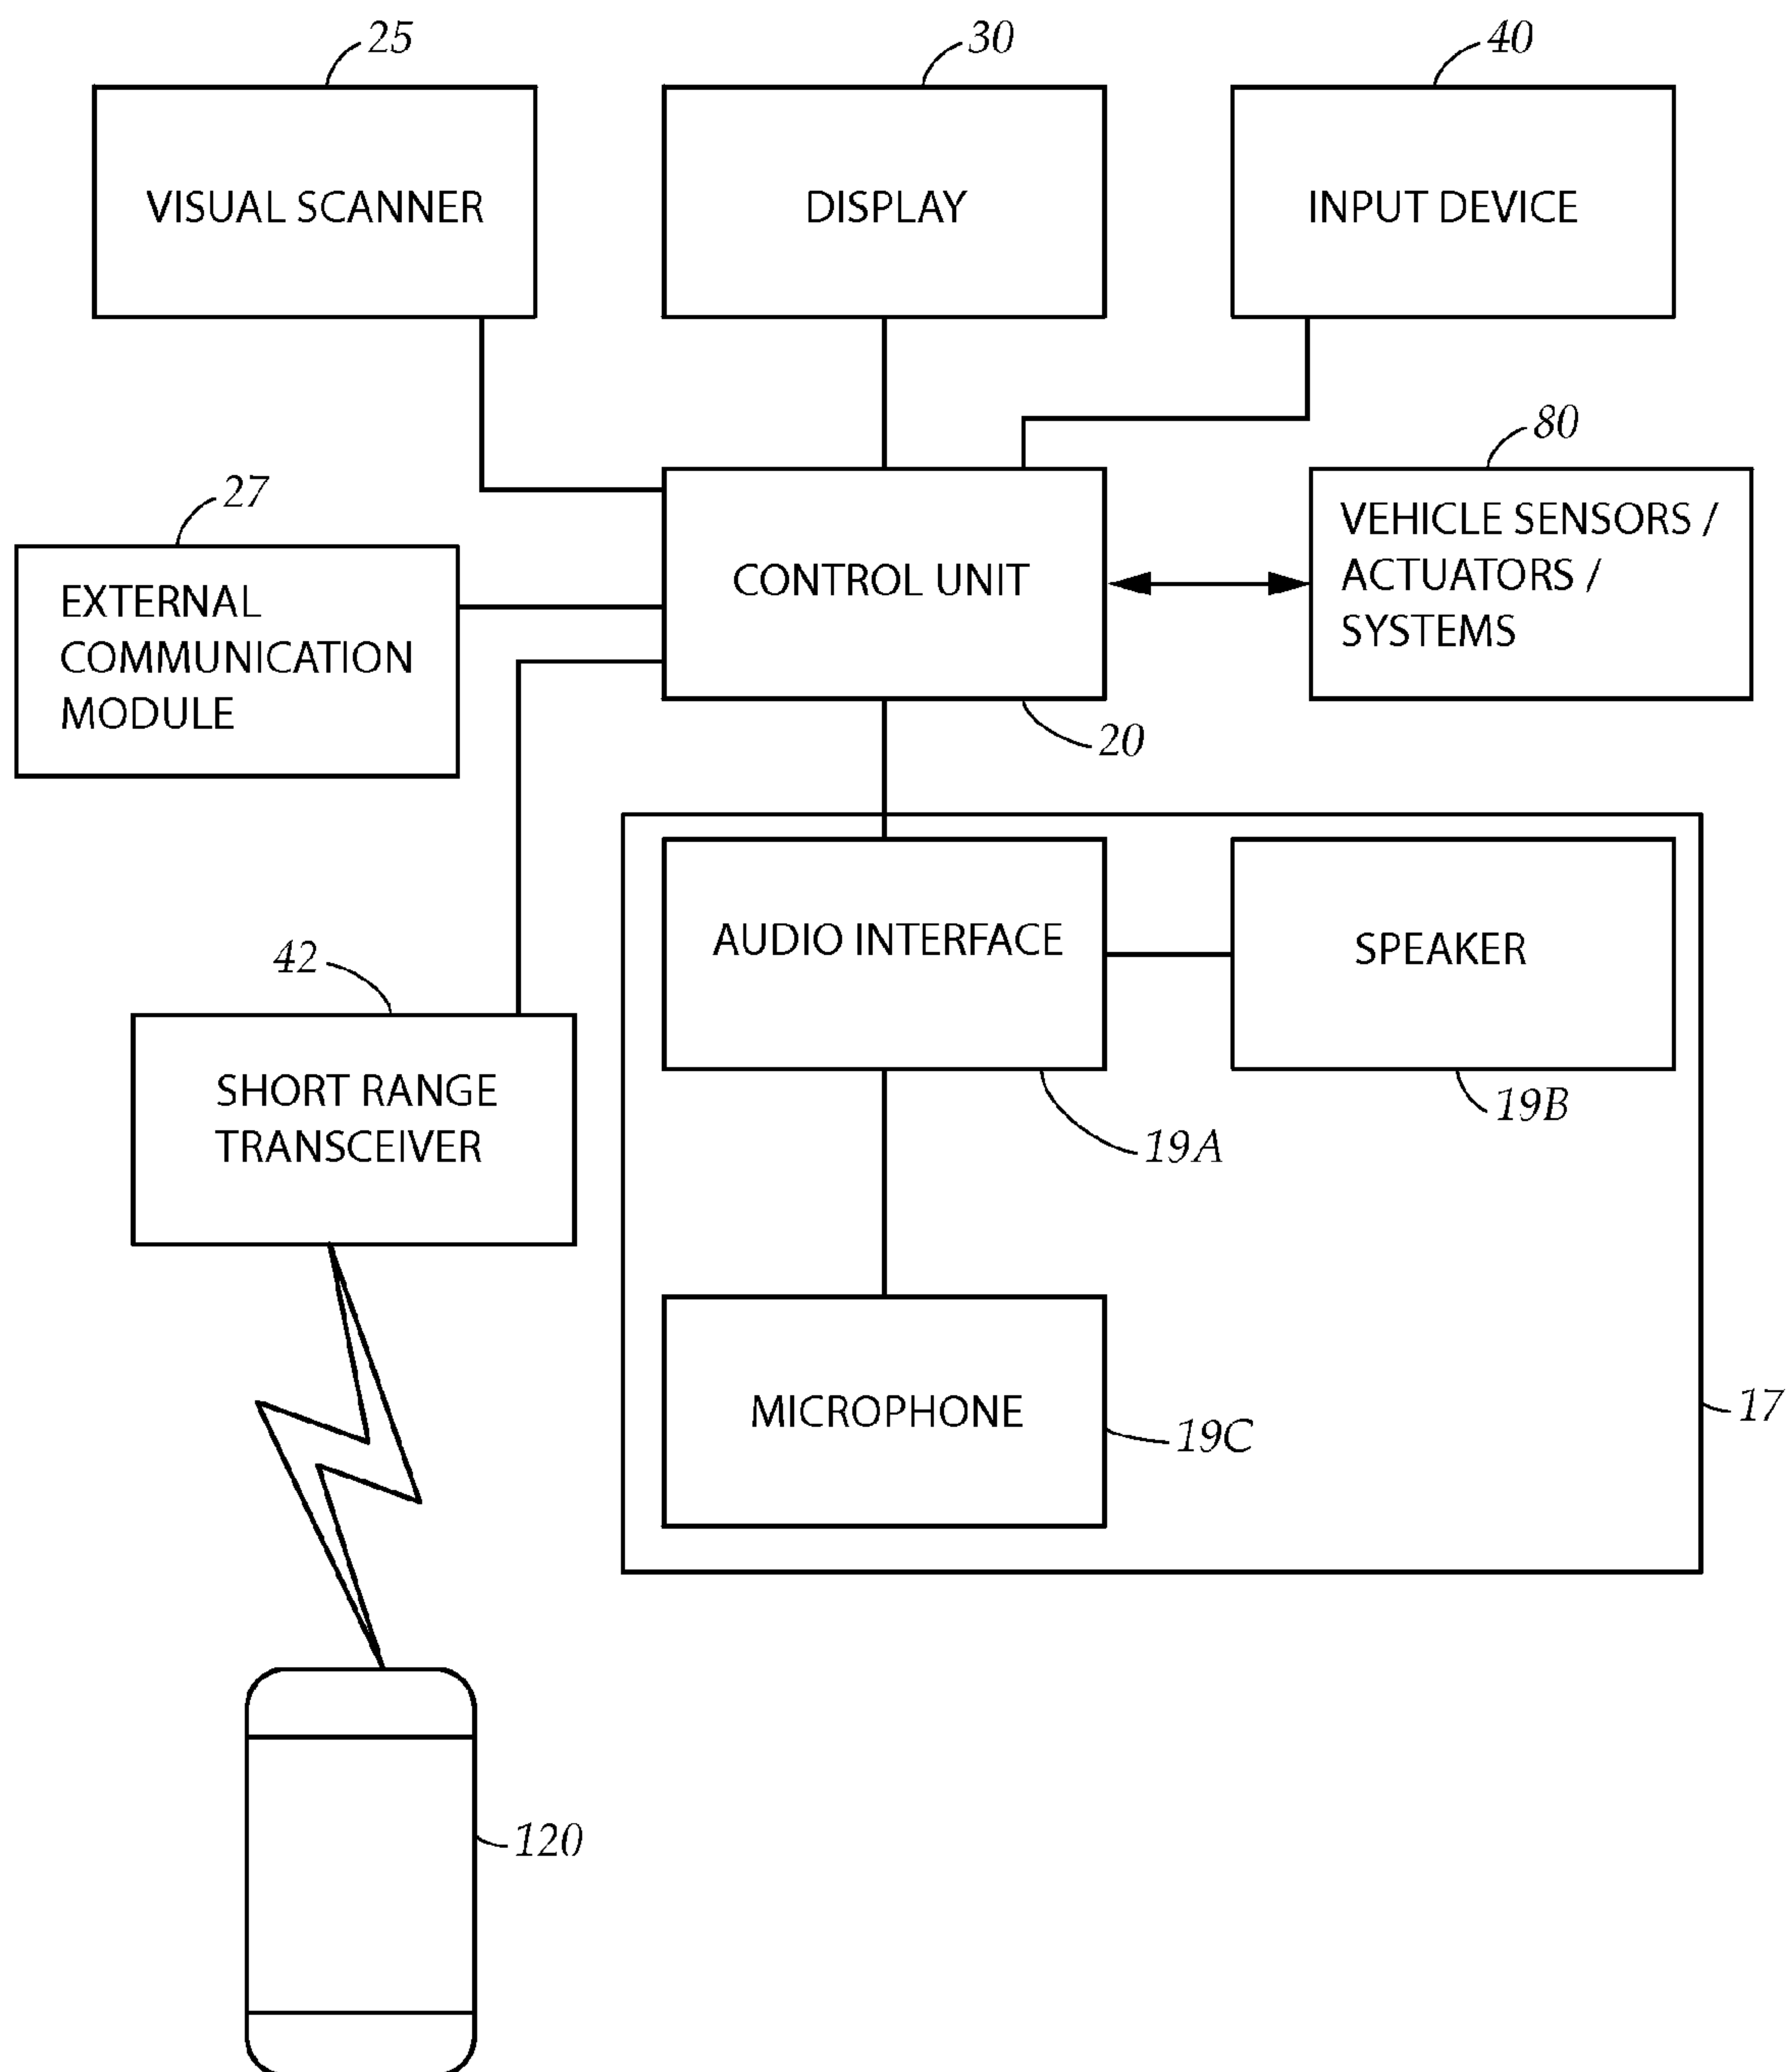 25
30
40
VISUAL SCANNER
DISPLAY
INPUT DEVICE
80
27
VEHICLE SENSORS /
ACTUATORS /
SYSTEMS
CONTROL UNIT
EXTERNAL
COMMUNICATION
MODULE
20
AUDIO INTERFACE
SPEAKER
42
SHORT RANGE
TRANSCEIVER
19A
19B
MICROPHONE
19C
17
120